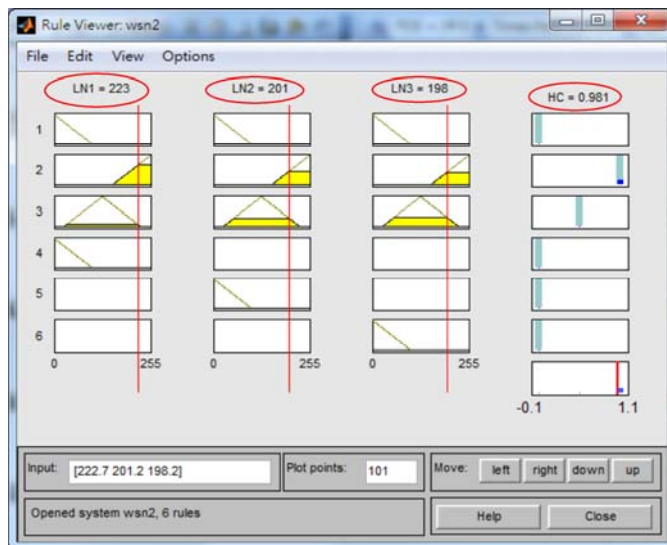 Rule Viewer: wsn2
File Edit View Options
LN1 = 223 LN2 = 201 LN3 = 198 HC = 0.981
1
2
3
4
5
6
0 255 0 255 0 255
-0.1 1.1
Input: [222.7 201.2 198.2] Plot points: 101 Move: left right down up
Opened system wsn2, 6 rules Help Close